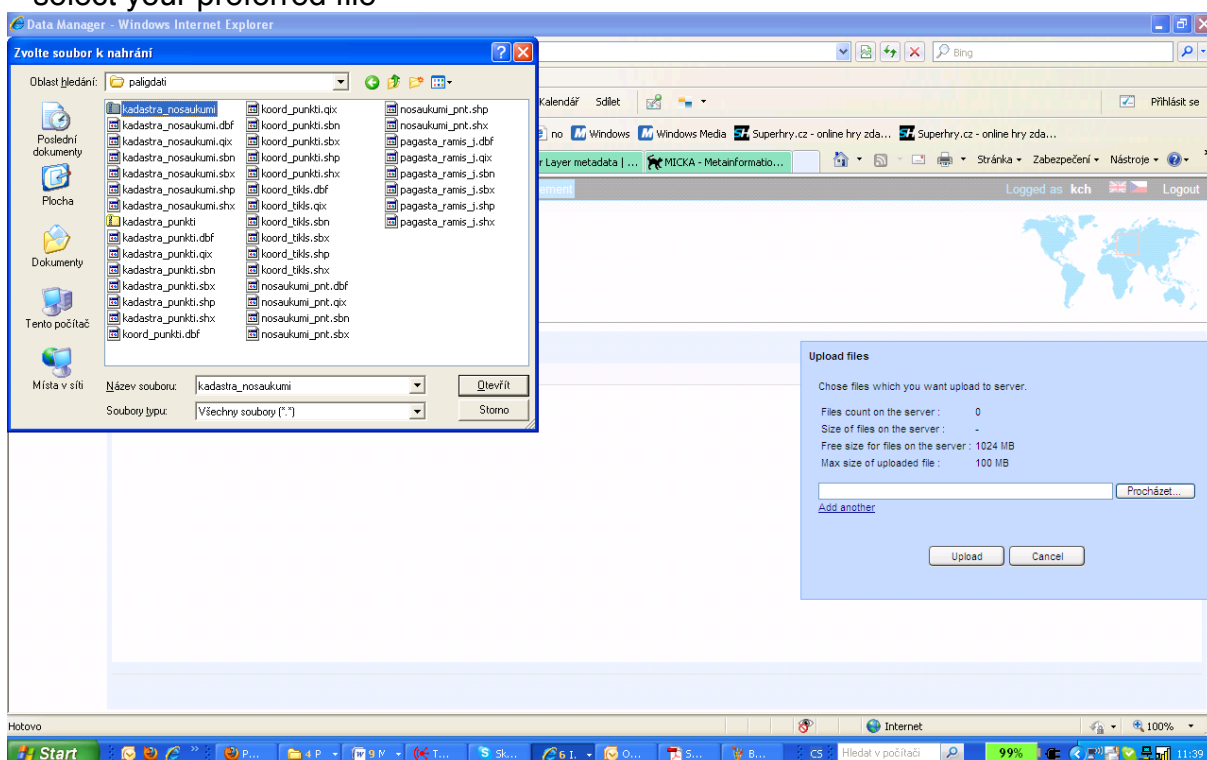 select your preferred file
Data Manager - Windows Internet Explorer
Zvolte soubor k nahrání
Oblast hledání: paligdati
Bing
Kalendář Sdílet Přihlásit se
no Windows Windows Media Superhry.cz - online hry zda... Superhry.cz - online hry zda...
r Layer metadata | ... MICKA - Metainformatio... Stránka Zabezpečení Nástroje
ement Logged as kch Logout
Poslední dokumenty
Plocha
Dokumenty
Tento počítač
Místa v síti
kadastra_nosaukumi
kadastra_nosaukumi.dbf
kadastra_nosaukumi.qix
kadastra_nosaukumi.sbn
kadastra_nosaukumi.sbx
kadastra_nosaukumi.shp
kadastra_nosaukumi.shx
kadastra_punkti
kadastra_punkti.dbf
kadastra_punkti.qix
kadastra_punkti.sbn
kadastra_punkti.sbx
kadastra_punkti.shp
kadastra_punkti.shx
koord_punkti.dbf
koord_punkti.qix
koord_punkti.sbn
koord_punkti.sbx
koord_punkti.shp
koord_punkti.shx
koord_tikls.dbf
koord_tikls.qix
koord_tikls.sbn
koord_tikls.sbx
koord_tikls.shp
koord_tikls.shx
nosaukumi_pnt.dbf
nosaukumi_pnt.qix
nosaukumi_pnt.sbn
nosaukumi_pnt.sbx
nosaukumi_pnt.shp
nosaukumi_pnt.shx
pagasta_ramis_j.dbf
pagasta_ramis_j.qix
pagasta_ramis_j.sbn
pagasta_ramis_j.sbx
pagasta_ramis_j.shp
pagasta_ramis_j.shx
Název souboru: kadastra_nosaukumi Otevřít
Soubory typu: Všechny soubory (*.*) Storno
Upload files
Chose files which you want upload to server.
Files count on the server : 0
Size of files on the server : -
Free size for files on the server : 1024 MB
Max size of uploaded file : 100 MB
Procházet...
Add another
Upload Cancel
Hotovo Internet 100%
Start P... 4 P 9 M T... Sk... 6 I. O... S... B... CS Hledat v počítači 99% 11:39